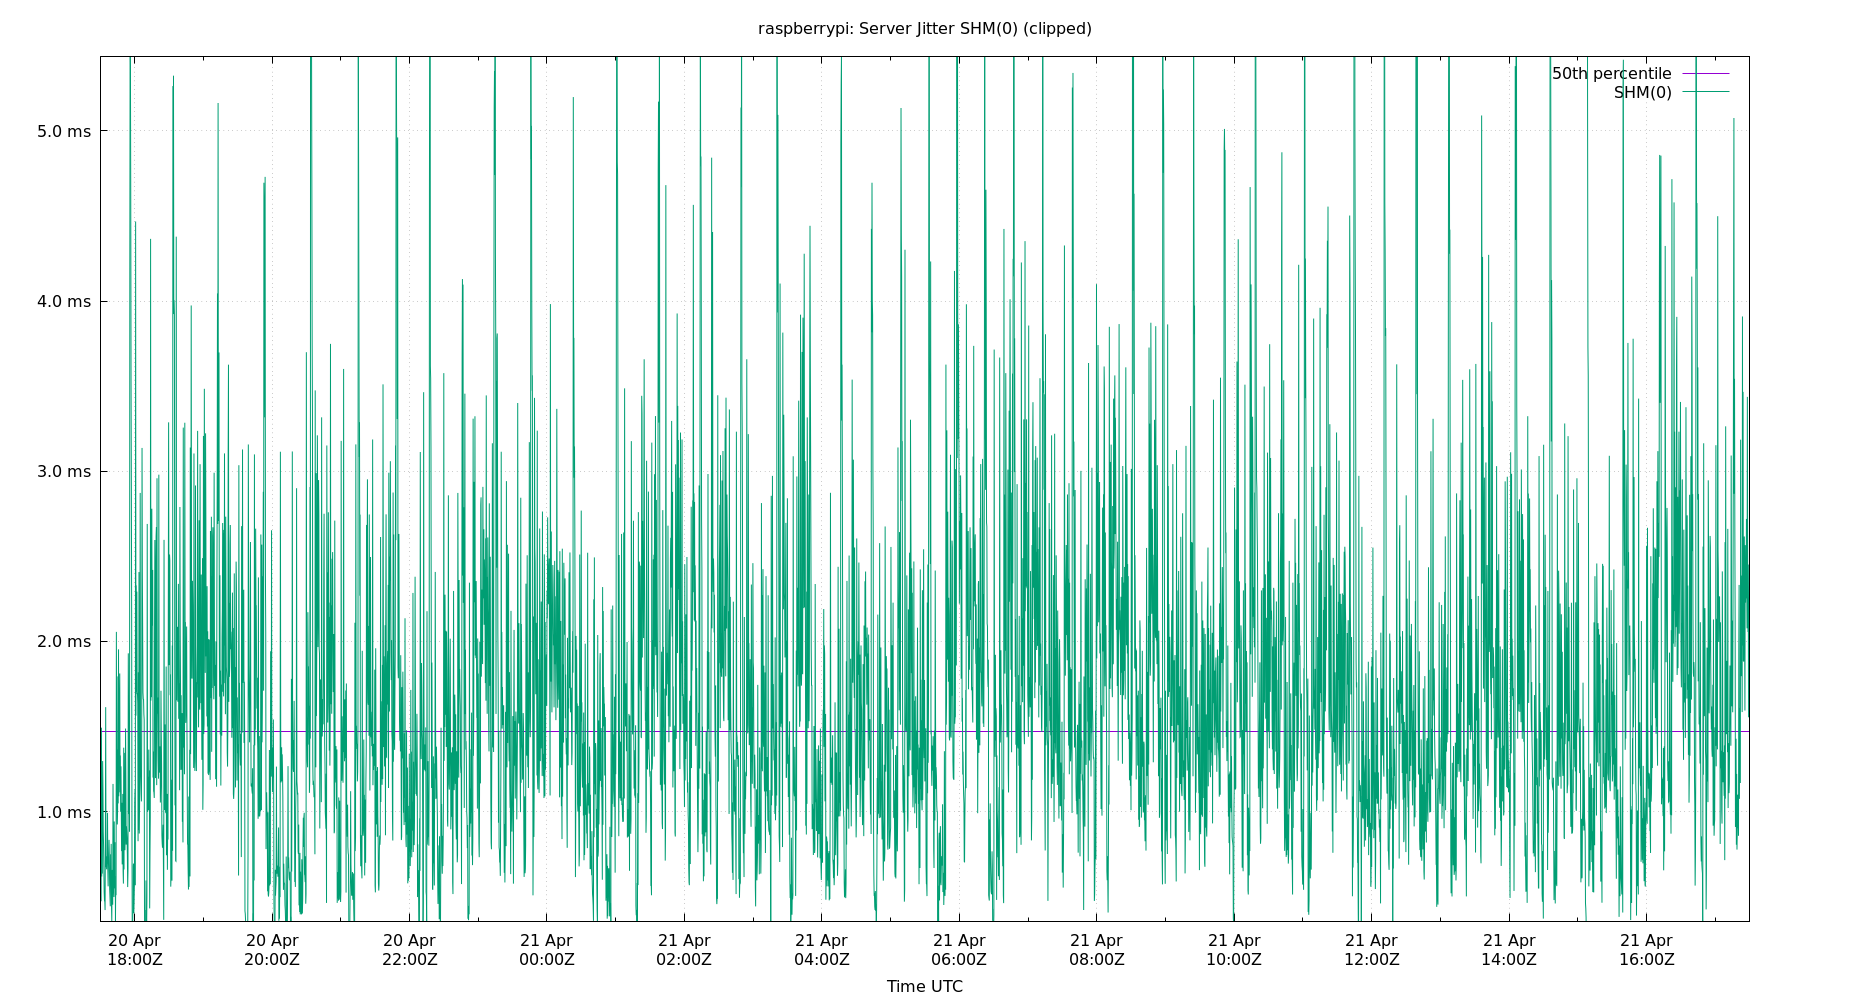 raspberrypi: Server Jitter SHM(0) (clipped)
50th percentile
SHM(0)
5.0 ms
4.0 ms
3.0 ms
2.0 ms
1.0 ms
20 Apr 20 Apr 20 Apr 21 Apr 21 Apr 21 Apr 21 Apr 21 Apr 21 Apr 21 Apr 21 Apr 21 Apr
18:00Z 20:00Z 22:00Z 00:00Z 02:00Z 04:00Z 06:00Z 08:00Z 10:00Z 12:00Z 14:00Z 16:00Z
Time UTC